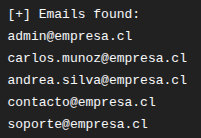 [+] Emails found:
admin@empresa.cl
carlos.munoz@empresa.cl
andrea.silva@empresa.cl
contacto@empresa.cl
soporte@empresa.cl